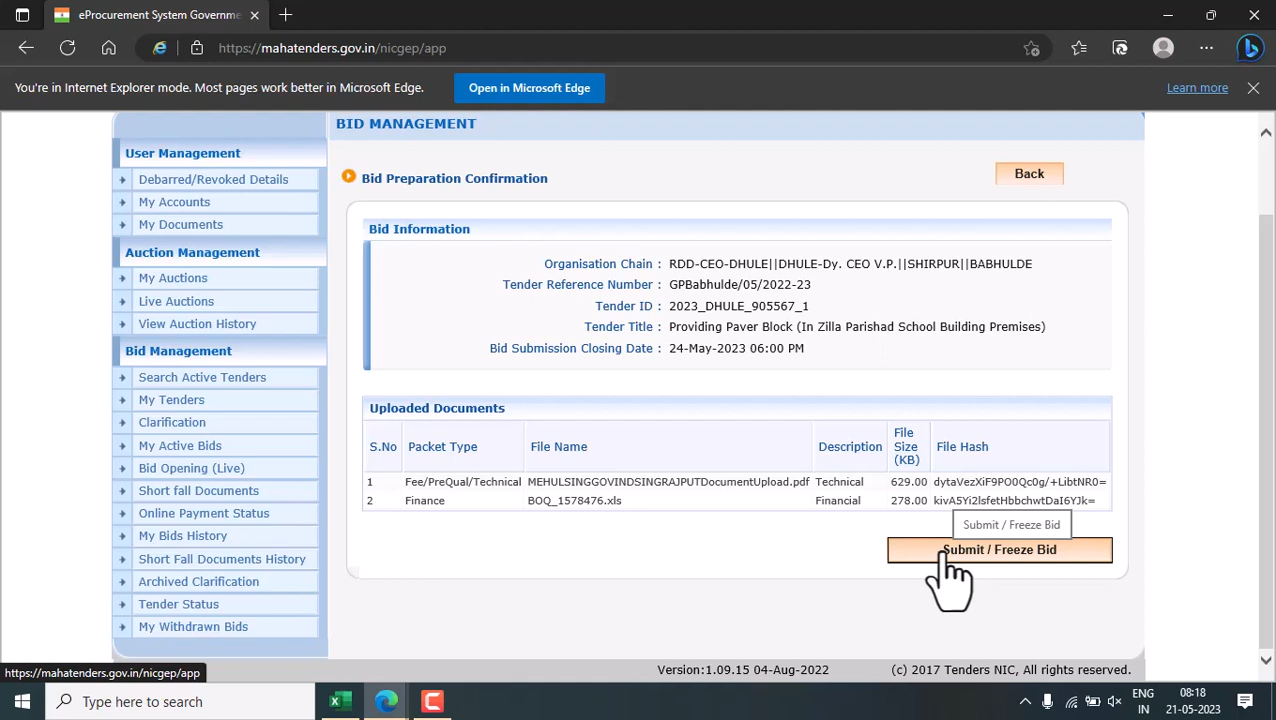 eProcurement System Governme
https://mahatenders.gov.in/nicgep/app
You're in Internet Explorer mode. Most pages work better in Microsoft Edge.
Open in Microsoft Edge
Learn more
BID MANAGEMENT
User Management
Debarred/Revoked Details
My Accounts
My Documents
Auction Management
My Auctions
Live Auctions
View Auction History
Bid Management
Search Active Tenders
My Tenders
Clarification
My Active Bids
Bid Opening (Live)
Short fall Documents
Online Payment Status
My Bids History
Short Fall Documents History
Archived Clarification
Tender Status
My Withdrawn Bids
Bid Preparation Confirmation
Back
Bid Information
Organisation Chain : RDD-CEO-DHULE||DHULE-Dy. CEO V.P.||SHIRPUR||BABHULDE
Tender Reference Number : GPBabhulde/05/2022-23
Tender ID : 2023_DHULE_905567_1
Tender Title : Providing Paver Block (In Zilla Parishad School Building Premises)
Bid Submission Closing Date : 24-May-2023 06:00 PM
Uploaded Documents
S.No Packet Type File Name Description File Size (KB) File Hash
1 Fee/PreQual/Technical MEHULSINGGOVINDSINGRAJPUTDocumentUpload.pdf Technical 629.00 dytaVezXiF9PO0Qc0g/+LibtNR0=
2 Finance BOQ_1578476.xls Financial 278.00 kivA5Yi2lsfetHbbchwtDaI6YJk=
Submit / Freeze Bid
Submit / Freeze Bid
https://mahatenders.gov.in/nicgep/app
Version:1.09.15 04-Aug-2022 (c) 2017 Tenders NIC, All rights reserved.
Type here to search
ENG
IN
08:18
21-05-2023